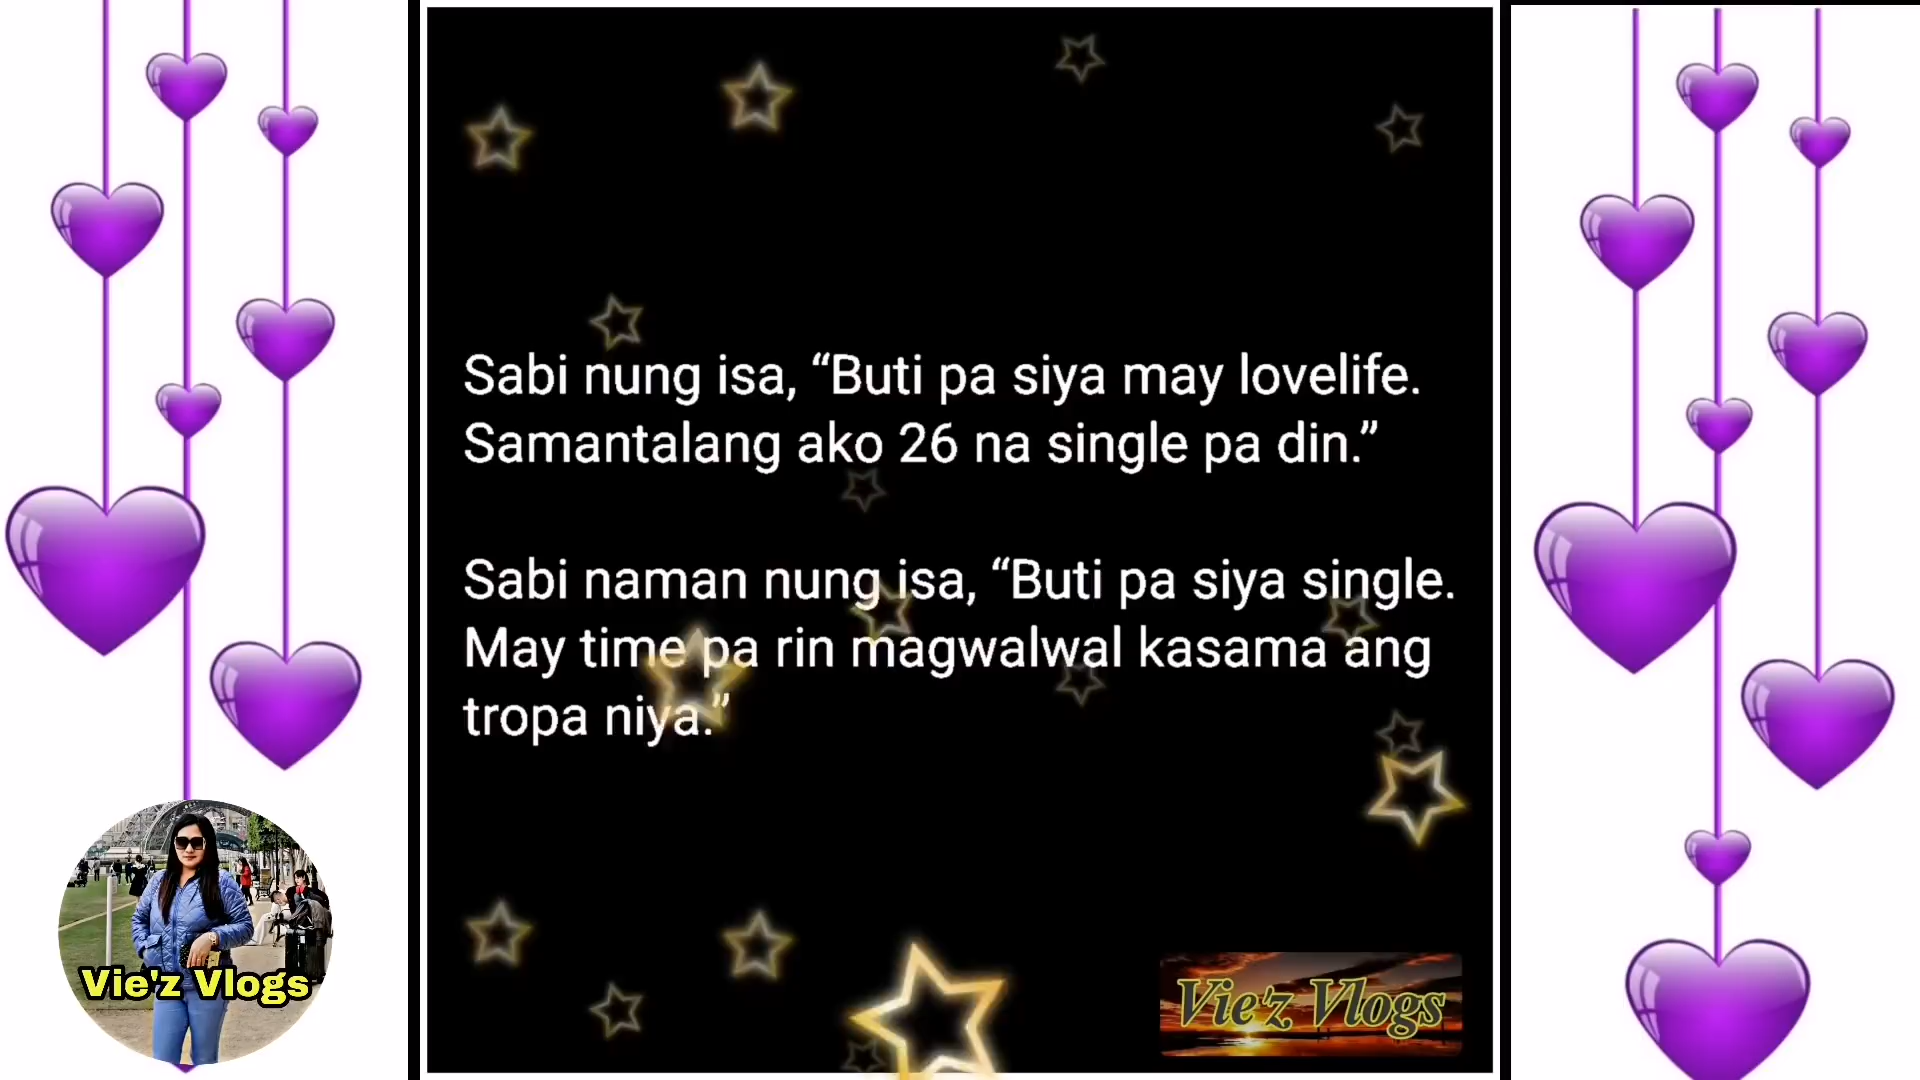 Sabi nung isa, “Buti pa siya may lovelife.
Samantalang ako 26 na single pa din.”
Sabi naman nung isa, “Buti pa siya single.
May time pa rin magwalwal kasama ang
tropa niya.”
Vie'z Vlogs
Vie'z Vlogs